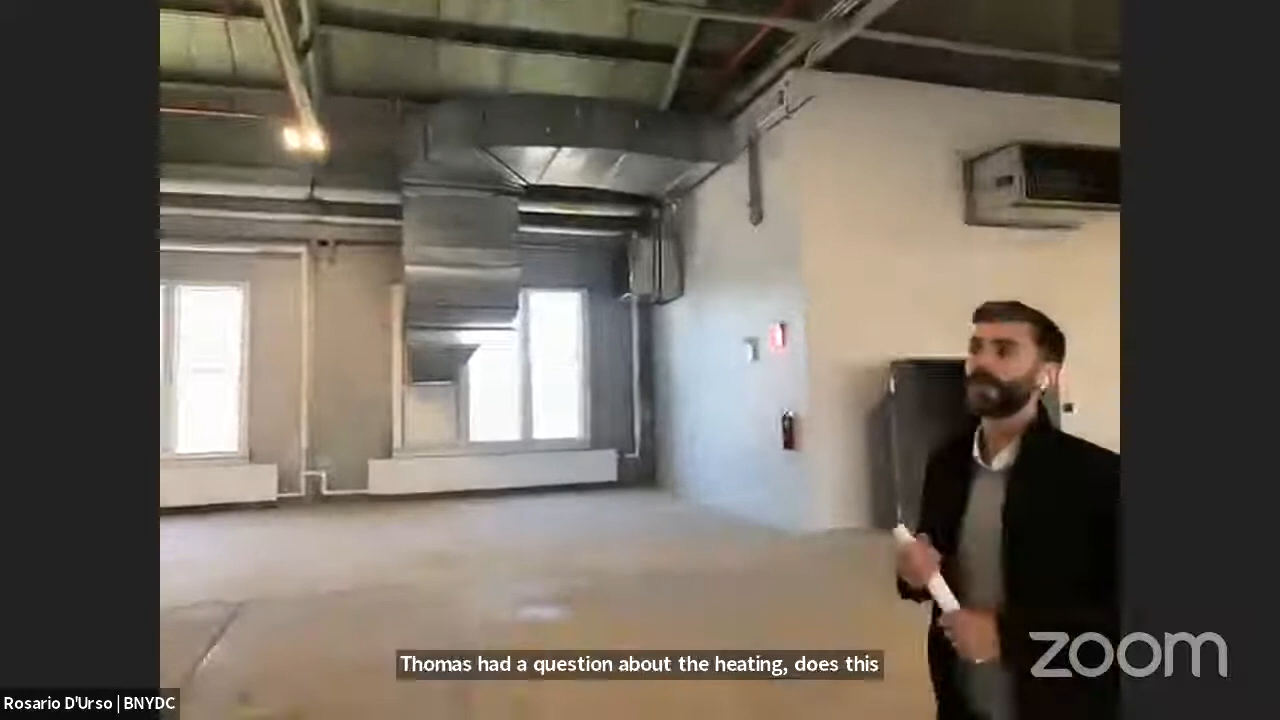 Thomas had a question about the heating, does this
zoom
Rosario D'Urso | BNYDC